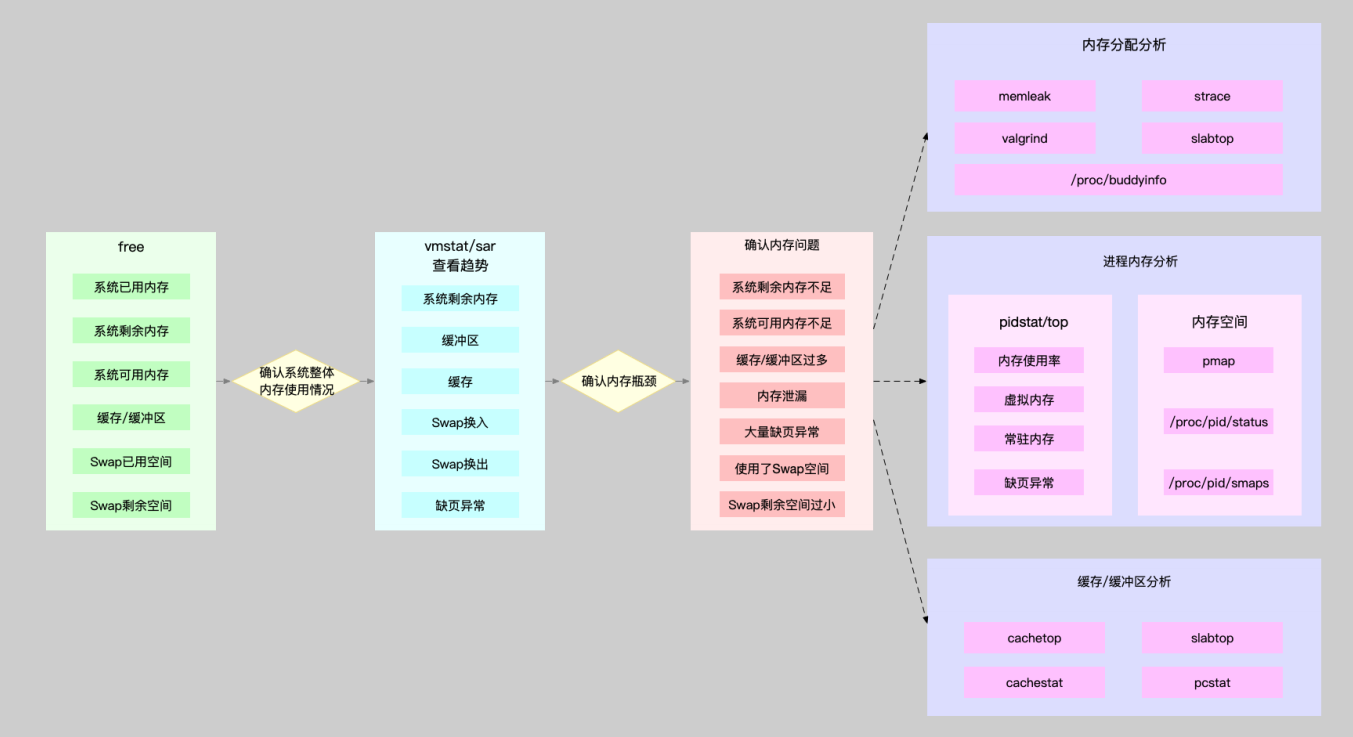 free
系统已用内存
系统剩余内存
系统可用内存
缓存/缓冲区
Swap已用空间
Swap剩余空间
确认系统整体
内存使用情况
vmstat/sar
查看趋势
系统剩余内存
缓冲区
缓存
Swap换入
Swap换出
缺页异常
确认内存瓶颈
确认内存问题
系统剩余内存不足
系统可用内存不足
缓存/缓冲区过多
内存泄漏
大量缺页异常
使用了Swap空间
Swap剩余空间过小
内存分配分析
memleak
strace
valgrind
slabtop
/proc/buddyinfo
进程内存分析
pidstat/top
内存使用率
虚拟内存
常驻内存
缺页异常
内存空间
pmap
/proc/pid/status
/proc/pid/smaps
缓存/缓冲区分析
cachetop
slabtop
cachestat
pcstat